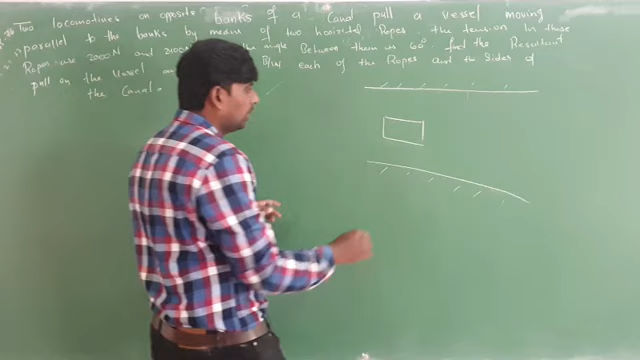 Two locomotives on opposite banks of a Canal pull a vessel moving
parallel to the banks by means of two horizontal Ropes. the tension in these
Ropes are 2000N and 2400 the angle Between them is 60° find the Resultant
pull on the Vessel and B/w each of the Ropes and the Sides of
the Canal.